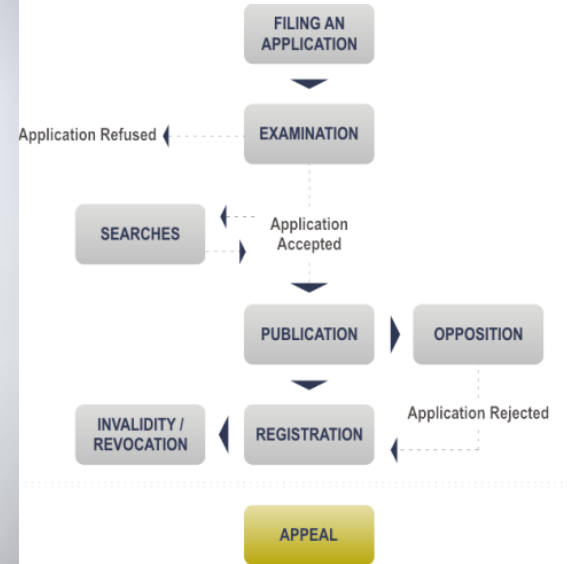 FILING AN
APPLICATION
Application Refused
EXAMINATION
SEARCHES
Application
Accepted
PUBLICATION
OPPOSITION
Application Rejected
INVALIDITY /
REVOCATION
REGISTRATION
APPEAL